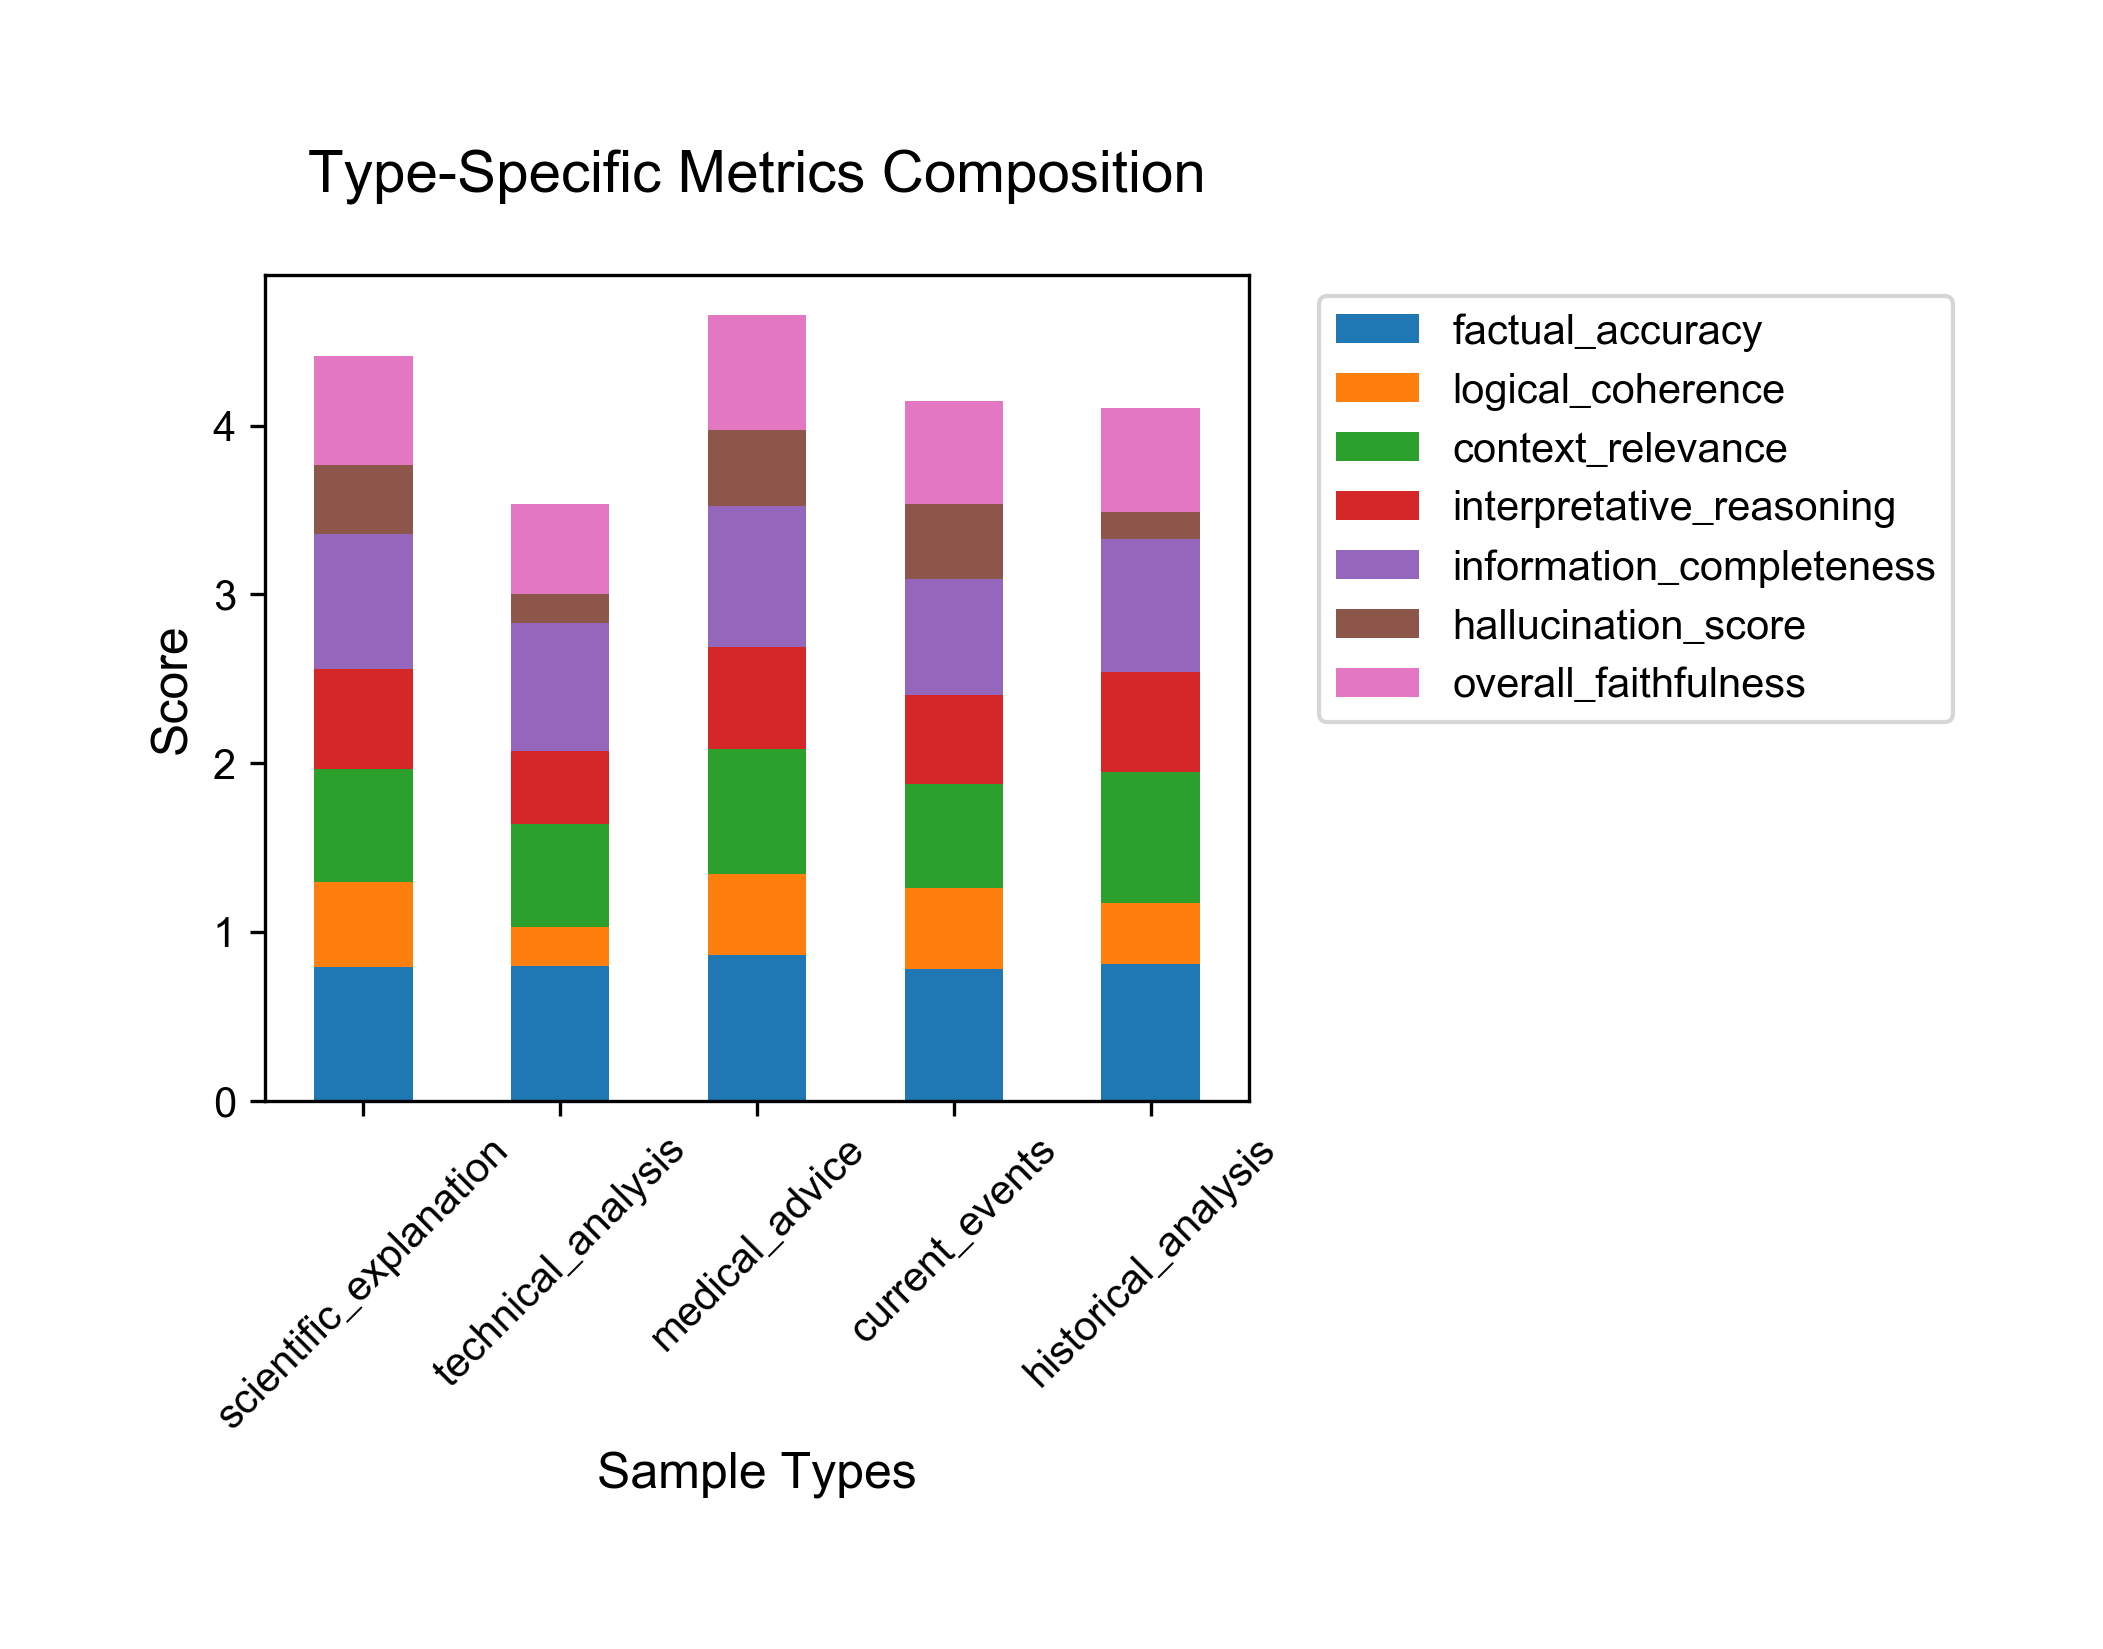 Type-Specific Metrics Composition
factual_accuracy
logical_coherence
context_relevance
interpretative_reasoning
information_completeness
hallucination_score
overall_faithfulness
Score
4
3
2
1
0
scientific_explanation
technical_analysis
medical_advice
current_events
historical_analysis
Sample Types